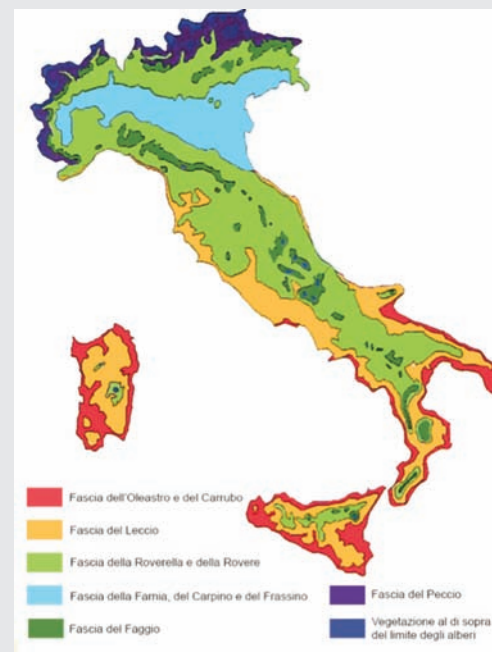 Fascia dell'Oleastro e del Carrubo
Fascia del Leccio
Fascia della Roverella e della Rovere
Fascia della Farnia, del Carpino e del Frassino
Fascia del Faggio
Fascia del Peccio
Vegetazione al di sopra
del limite degli alberi